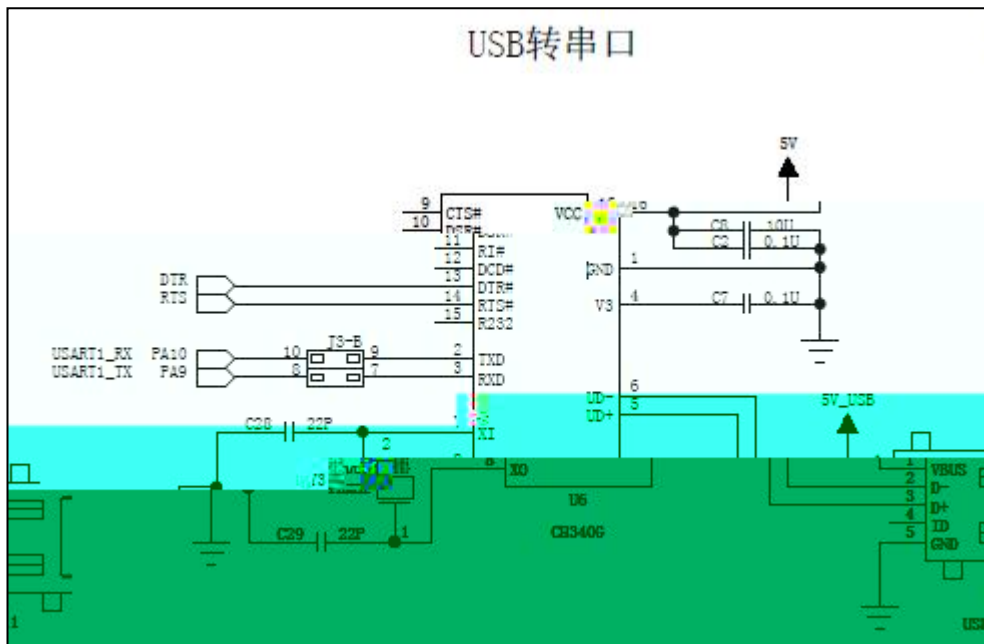 USB转串口
5V
9 CTS# VCC
10 DSR#
C8 10U
11 RI# C2 0.1U
12 DCD# GND 1
DTR 13 DTR#
RTS 14 RTS# V3 4 C7 0.1U
15 R232
J3-B
USART1_RX PA10 10 9 2 TXD
USART1_TX PA9 8 7 3 RXD
UD- 6
UD+ 5 5V_USB
C28 22P XI
2
8 XO 1 VBUS
2 D-
U6 3 D+
C29 22P 1 CH340G 4 ID
5 GND
1